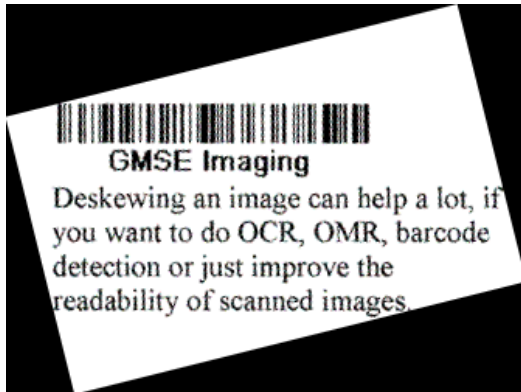 GMSE Imaging
Deskewing an image can help a lot, if
you want to do OCR, OMR, barcode
detection or just improve the
readability of scanned images.